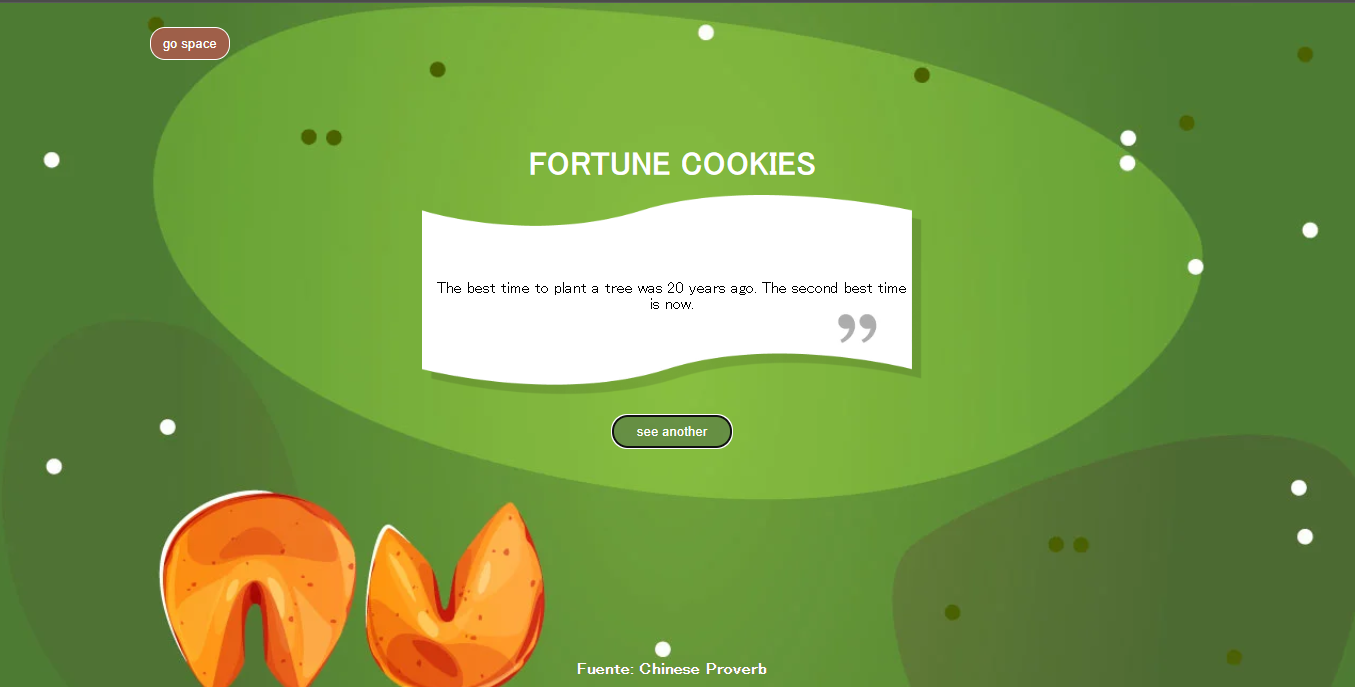 go space
FORTUNE COOKIES
The best time to plant a tree was 20 years ago. The second best time
is now.
”
see another
Fuente: Chinese Proverb